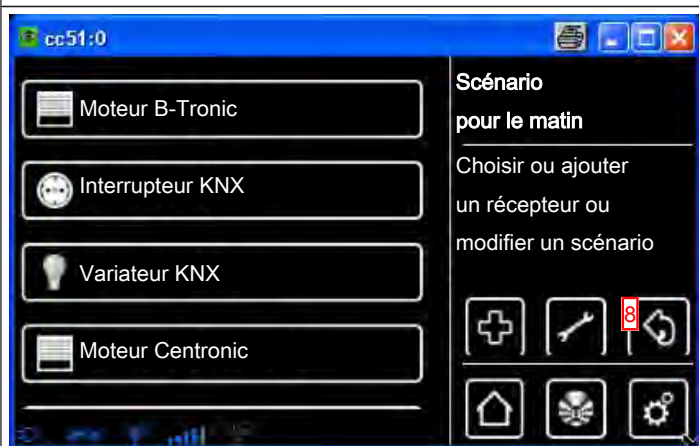 cc51:0
Moteur B-Tronic
Interrupteur KNX
Variateur KNX
Moteur Centronic
Scénario
pour le matin
Choisir ou ajouter
un récepteur ou
modifier un scénario
8